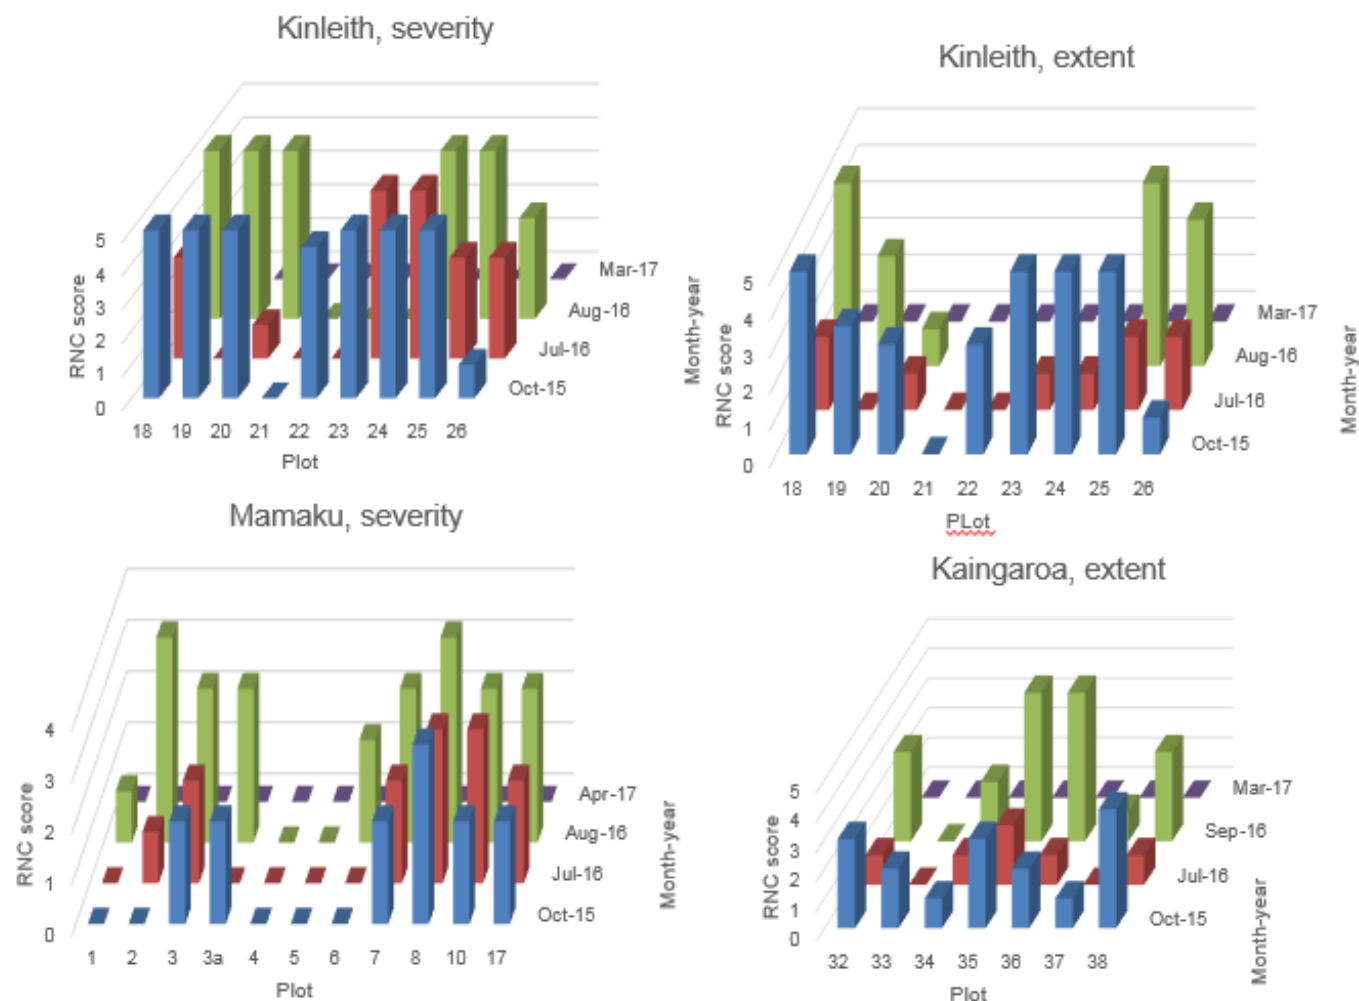 Kinleith, severity
5
4
3
2
1
0
RNC score
18 19 20 21 22 23 24 25 26
Plot
Mar-17
Aug-16
Jul-16
Oct-15
Month-year
Kinleith, extent
5
4
3
2
1
0
RNC score
18 19 20 21 22 23 24 25 26
PLot
Mar-17
Aug-16
Jul-16
Oct-15
Month-year
Mamaku, severity
4
3
2
1
0
RNC score
1 2 3 3a 4 5 6 7 8 10 17
Plot
Apr-17
Aug-16
Jul-16
Oct-15
Month-year
Kaingaroa, extent
5
4
3
2
1
0
RNC score
32 33 34 35 36 37 38
Plot
Mar-17
Sep-16
Jul-16
Oct-15
Month-year